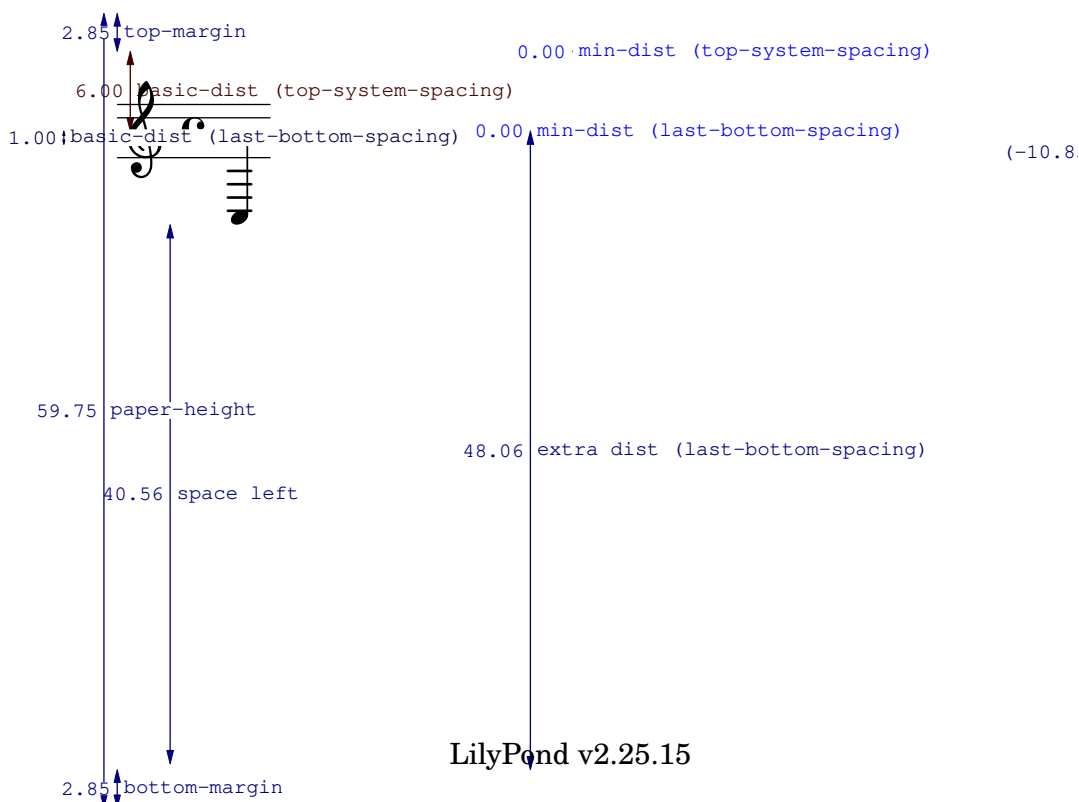 2.85 top-margin
0.00 min-dist (top-system-spacing)
6.00 basic-dist (top-system-spacing)
1.00 basic-dist (last-bottom-spacing)
0.00 min-dist (last-bottom-spacing)
59.75 paper-height
48.06 extra dist (last-bottom-spacing)
40.56 space left
LilyPond v2.25.15
2.85 bottom-margin